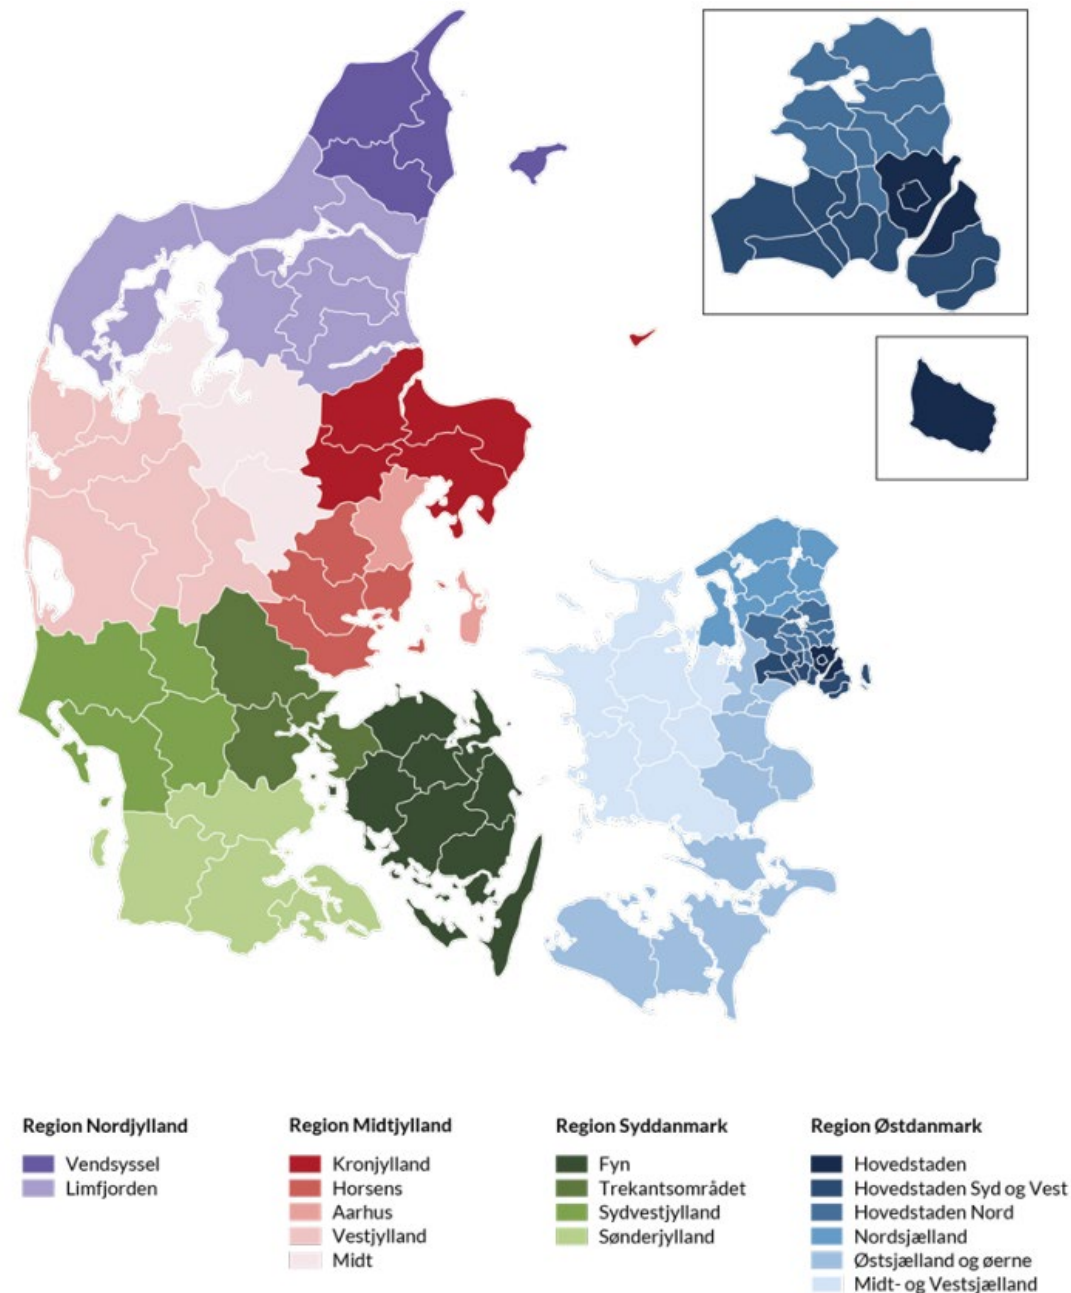 Region Nordjylland
Vendsyssel
Limfjorden
Region Midtjylland
Kronjylland
Horsens
Aarhus
Vestjylland
Midt
Region Syddanmark
Fyn
Trekantsområdet
Sydvestjylland
Sønderjylland
Region Østdanmark
Hovedstaden
Hovedstaden Syd og Vest
Hovedstaden Nord
Nordsjælland
Østsjælland og øerne
Midt- og Vestsjælland